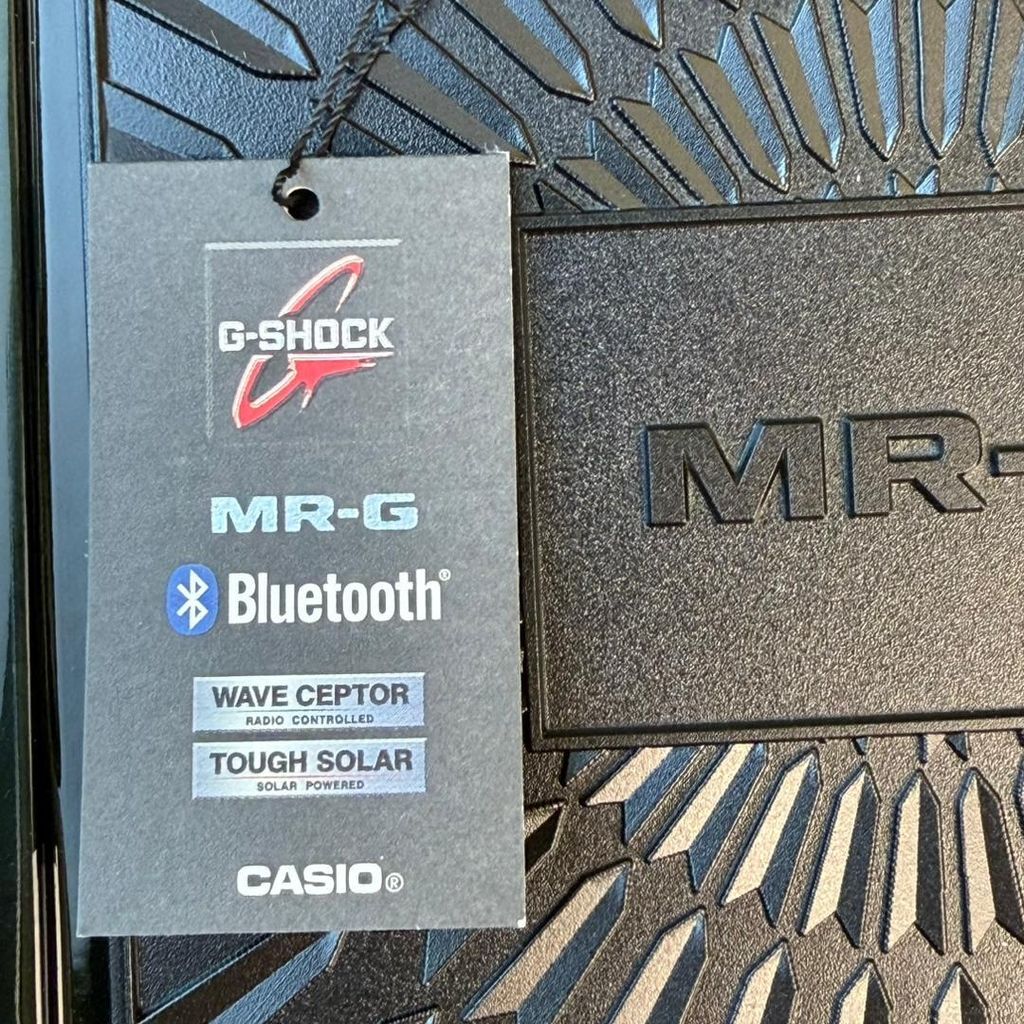 G-SHOCK
MR-G
Bluetooth®
WAVE CEPTOR
RADIO CONTROLLED
TOUGH SOLAR
SOLAR POWERED
CASIO®
MR-